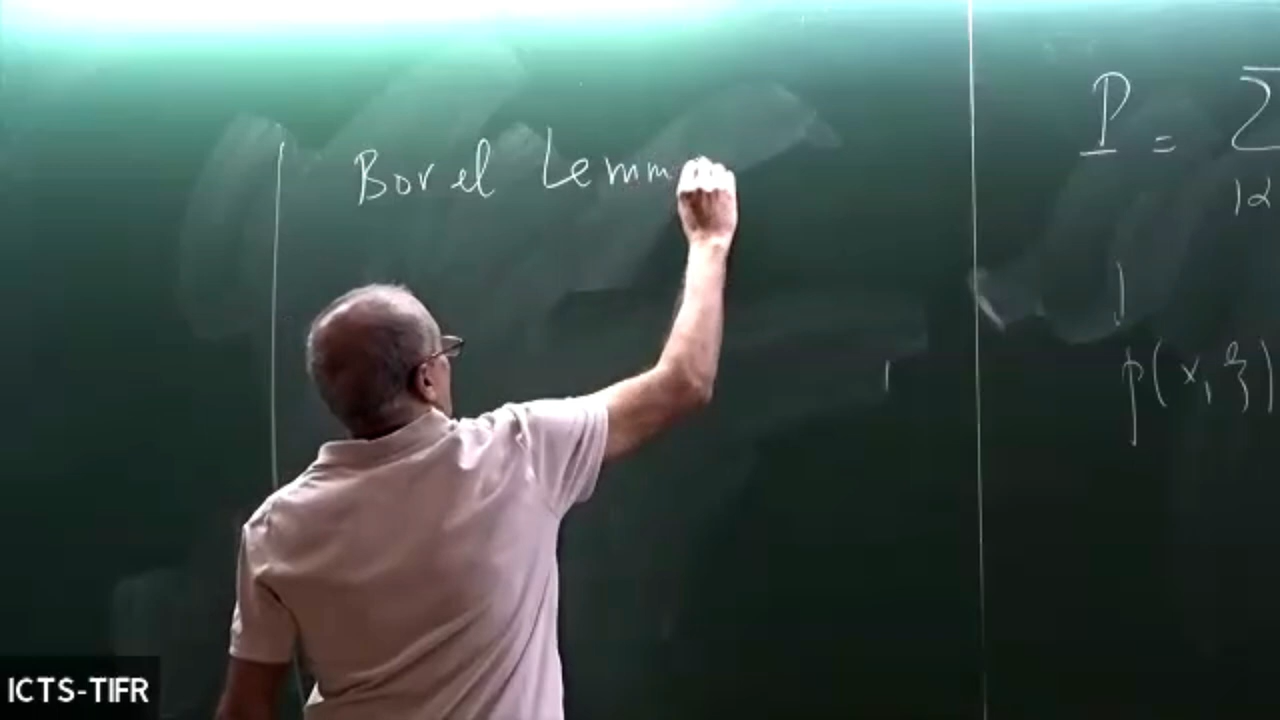 Borel Lemm
P = Σ
|α
p(x, ξ)
ICTS-TIFR